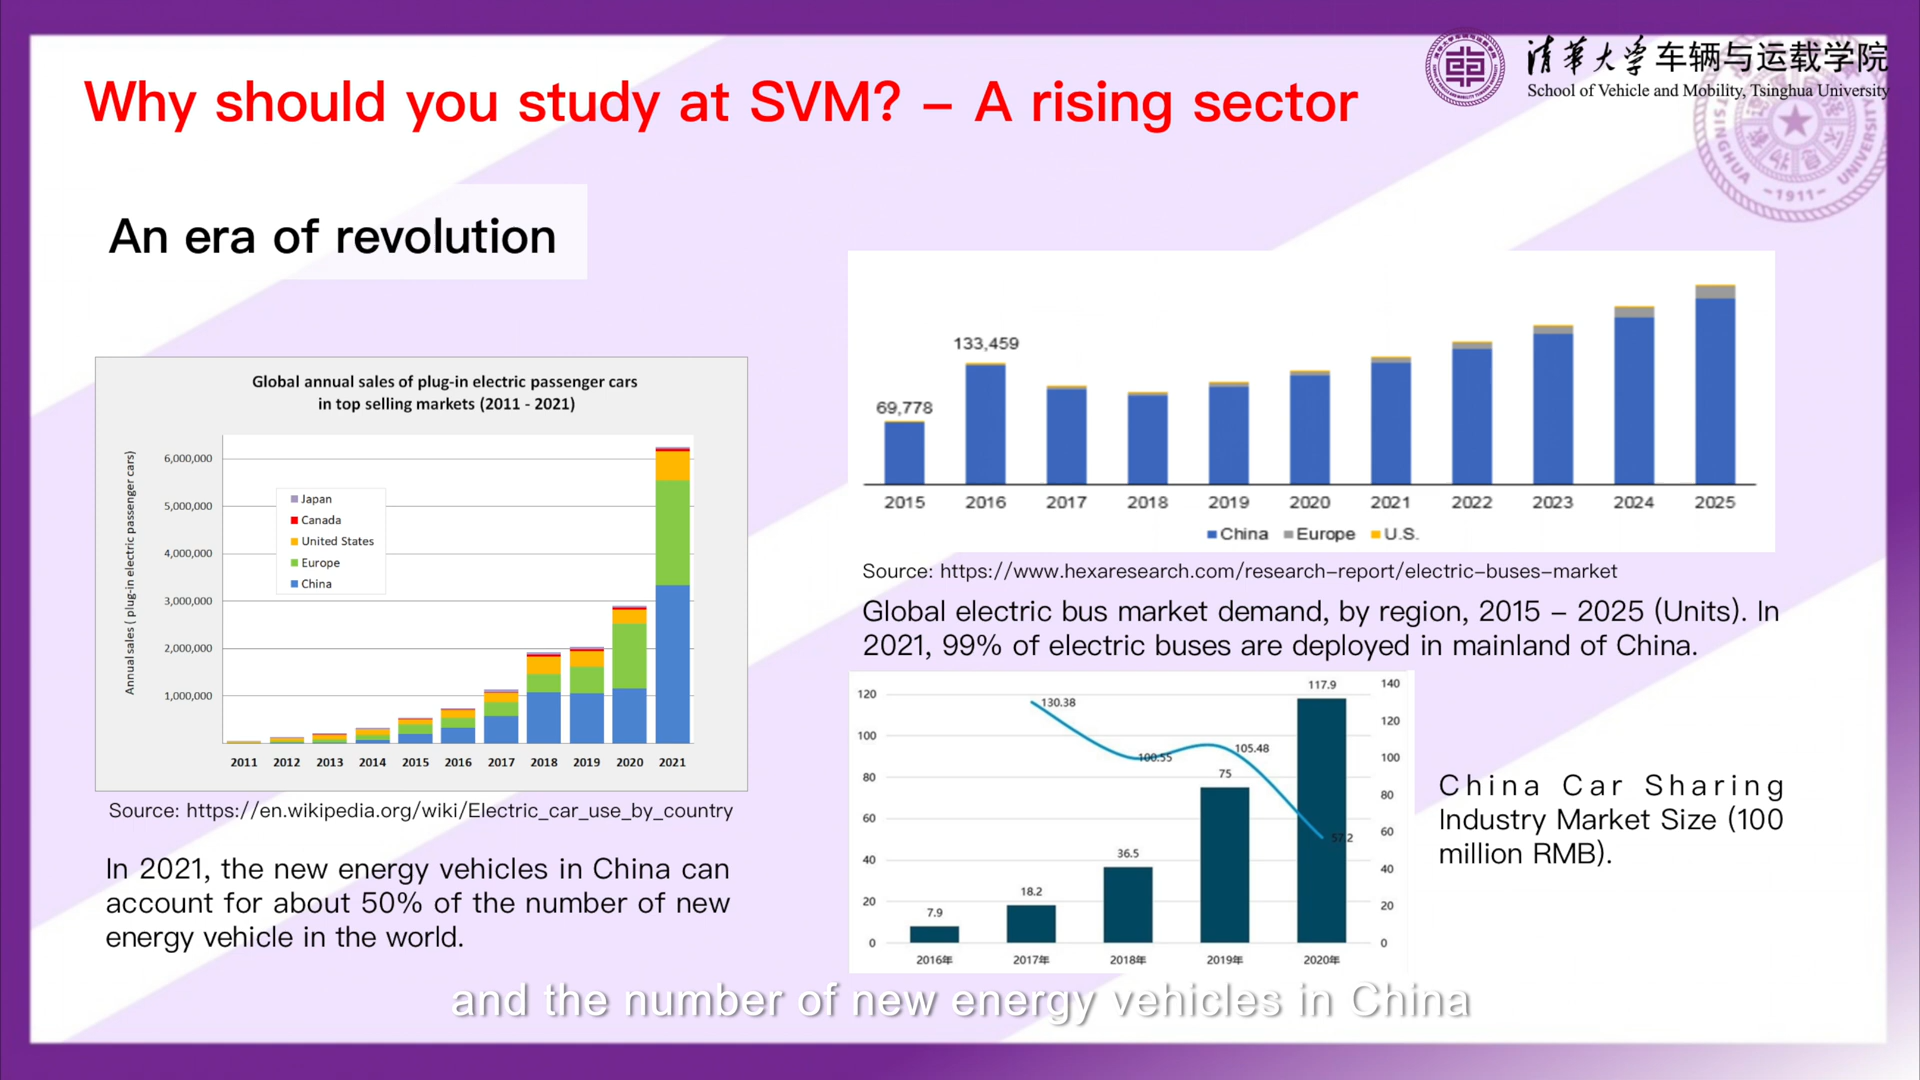 清华大学车辆与运载学院
School of Vehicle and Mobility, Tsinghua University
TSINGHUA UNIVERSITY
-1911-
Why should you study at SVM? – A rising sector
An era of revolution
Global annual sales of plug-in electric passenger cars
in top selling markets (2011 - 2021)
Annual sales ( plug-in electric passenger cars)
6,000,000
5,000,000
4,000,000
3,000,000
2,000,000
1,000,000
Japan
Canada
United States
Europe
China
2011 2012 2013 2014 2015 2016 2017 2018 2019 2020 2021
Source: https://en.wikipedia.org/wiki/Electric_car_use_by_country
In 2021, the new energy vehicles in China can
account for about 50% of the number of new
energy vehicle in the world.
133,459
69,778
2015 2016 2017 2018 2019 2020 2021 2022 2023 2024 2025
China Europe U.S.
Source: https://www.hexaresearch.com/research-report/electric-buses-market
Global electric bus market demand, by region, 2015 – 2025 (Units). In
2021, 99% of electric buses are deployed in mainland of China.
120
100
80
60
40
20
0
140
120
100
80
60
40
20
0
130.38
100.55
105.48
57.2
7.9
18.2
36.5
75
117.9
2016年 2017年 2018年 2019年 2020年
China Car Sharing
Industry Market Size (100
million RMB).
and the number of new energy vehicles in China